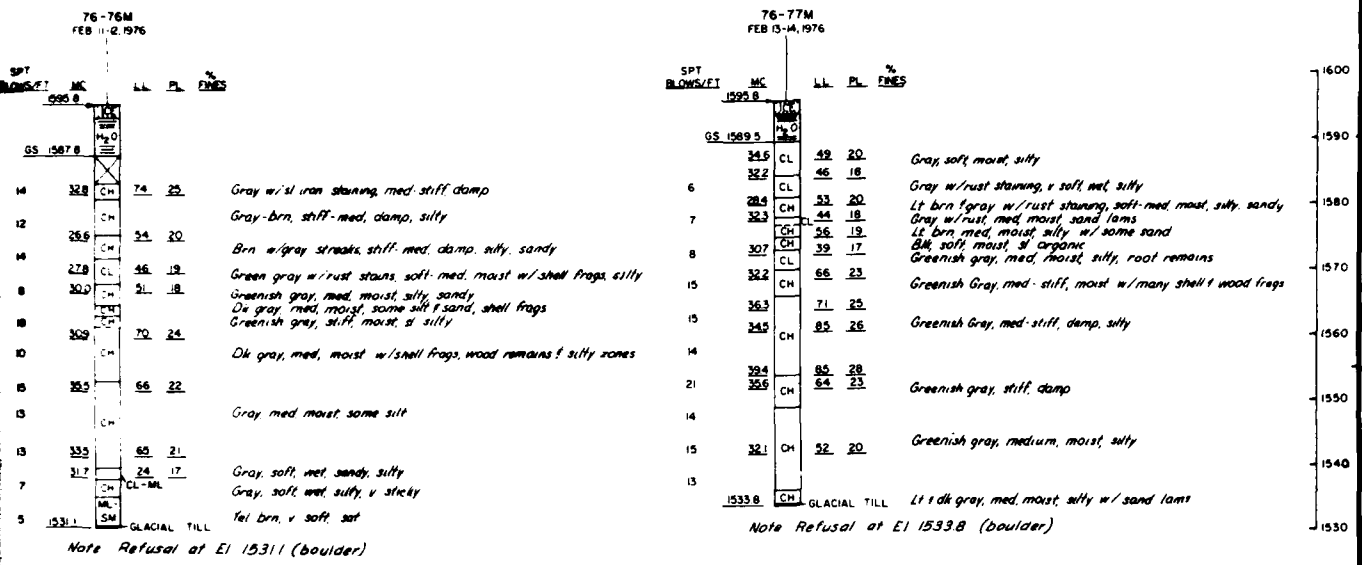 76-76M
FEB 11-12, 1976
SPT
BLOWS/FT MC LL PL % FINES
1595.8
ICE
H2O
GS 1587.8
14 32.8 CH 74 25 Gray w/sl iron staining, med-stiff, damp
CH Gray-brn, stiff-med, damp, silty
12
26.6 54 20
CH Brn w/gray streaks, stiff-med, damp, silty, sandy
14
27.8 CL 46 19 Green gray w/rust stains, soft-med, moist w/shell frags, silty
8 30.0 CH 51 18 Greenish gray, med, moist, silty, sandy
CH Dk gray, med, moist, some silt & sand, shell frags
18 Greenish gray, stiff, moist, sl silty
30.9 70 24
10 CH Dk gray, med, moist w/shell frags, wood remains & silty zones
15 35.5 66 22
13 CH Gray, med moist, some silt
13 33.5 65 21
31.7 24 17 Gray, soft, wet, sandy, silty
CL-ML
7 CH Gray, soft wet, silty, v sticky
ML-SM Yel brn, v soft, sat
5 1531.1 GLACIAL TILL
Note Refusal at El 1531.1 (boulder)
76-77M
FEB 13-14, 1976
SPT
BLOWS/FT MC LL PL % FINES
1595.8
ICE
H2O
GS 1589.5
34.6 CL 49 20 Gray, soft, moist, silty
32.2 46 18
6 CL Gray w/rust staining, v soft, wet, silty
28.4 CH 53 20 Lt brn & gray w/rust staining, soft-med, moist, silty, sandy
7 32.3 CL 44 18 Gray w/rust, med, moist, sand lams
CH 56 19 Lt brn, med, moist, silty w/ some sand
CH Blk, soft, moist, sl organic
8 30.7 CL 39 17 Greenish gray, med, moist, silty, root remains
15 32.2 CH 66 23 Greenish Gray, med-stiff, moist w/many shell & wood frags
36.3 71 25
15 34.5 85 26 Greenish Gray, med-stiff, damp, silty
CH
14
39.4 85 28
21 35.6 CH 64 23 Greenish gray, stiff, damp
14
15 32.1 CH 52 20 Greenish gray, medium, moist, silty
13
1533.8 CH Lt & dk gray, med, moist, silty w/ sand lams
GLACIAL TILL
Note Refusal at El 1533.8 (boulder)
1600
1590
1580
1570
1560
1550
1540
1530